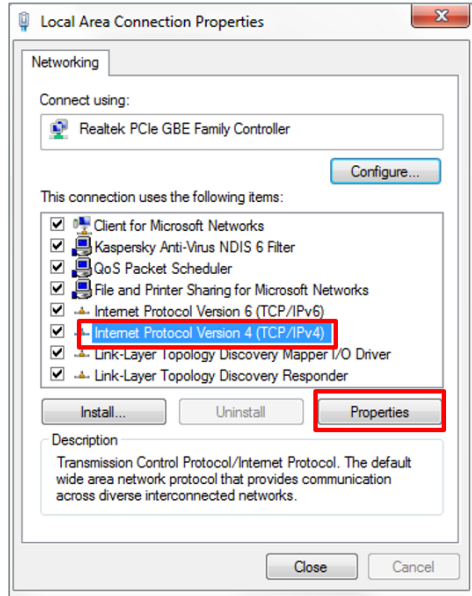 Local Area Connection Properties
Networking
Connect using:
Realtek PCIe GBE Family Controller
Configure...
This connection uses the following items:
Client for Microsoft Networks
Kaspersky Anti-Virus NDIS 6 Filter
QoS Packet Scheduler
File and Printer Sharing for Microsoft Networks
Internet Protocol Version 6 (TCP/IPv6)
Internet Protocol Version 4 (TCP/IPv4)
Link-Layer Topology Discovery Mapper I/O Driver
Link-Layer Topology Discovery Responder
Install... Uninstall Properties
Description
Transmission Control Protocol/Internet Protocol. The default
wide area network protocol that provides communication
across diverse interconnected networks.
Close Cancel